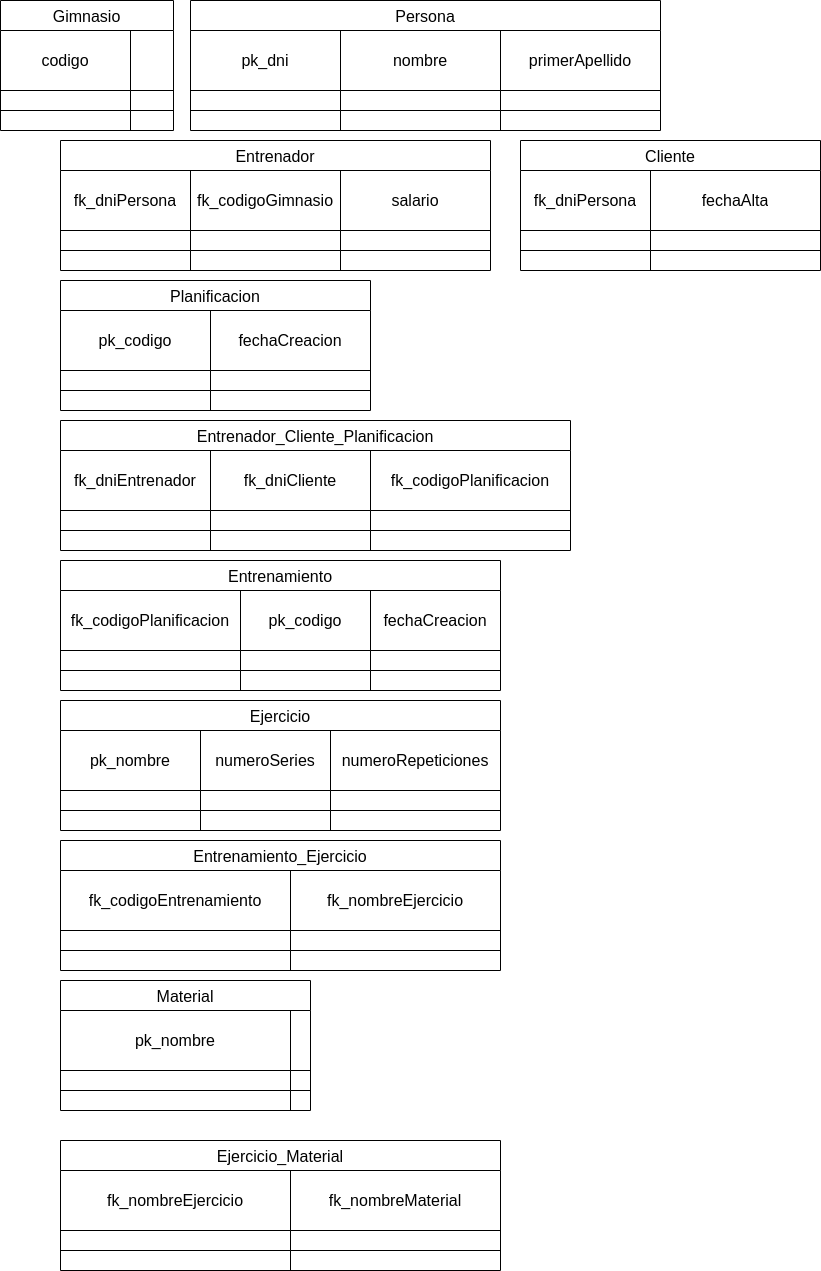 Gimnasio
codigo
Persona
pk_dni nombre primerApellido
Entrenador
fk_dniPersona fk_codigoGimnasio salario
Cliente
fk_dniPersona fechaAlta
Planificacion
pk_codigo fechaCreacion
Entrenador_Cliente_Planificacion
fk_dniEntrenador fk_dniCliente fk_codigoPlanificacion
Entrenamiento
fk_codigoPlanificacion pk_codigo fechaCreacion
Ejercicio
pk_nombre numeroSeries numeroRepeticiones
Entrenamiento_Ejercicio
fk_codigoEntrenamiento fk_nombreEjercicio
Material
pk_nombre
Ejercicio_Material
fk_nombreEjercicio fk_nombreMaterial